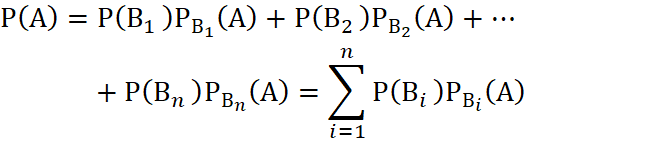 P(A) = P(B₁)P_{B₁}(A) + P(B₂)P_{B₂}(A) + ⋯
+ P(Bₙ)P_{Bₙ}(A) = ∑_{i=1}^{n} P(Bᵢ)P_{Bᵢ}(A)